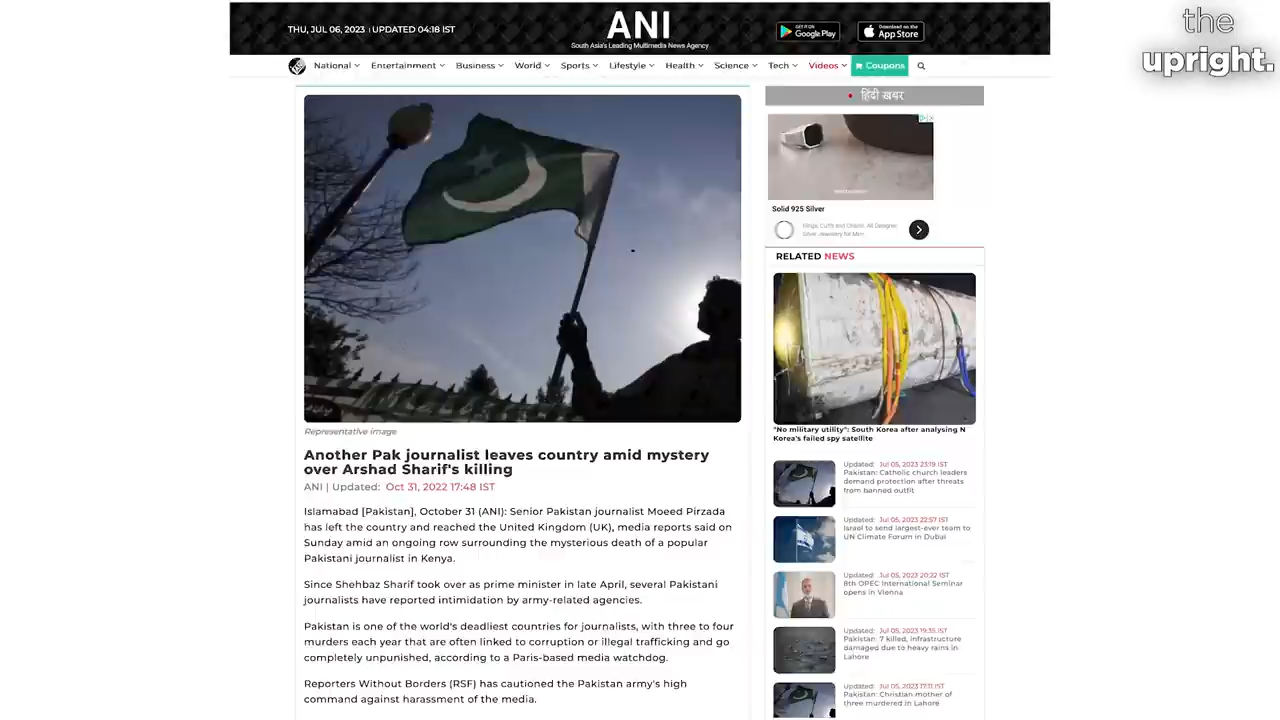 THU, JUL 06, 2023 UPDATED 04:18 IST
ANI
South Asia's Leading Multimedia News Agency
GET IT ON
Google Play
Download on the
App Store
the
upright.
National
Entertainment
Business
World
Sports
Lifestyle
Health
Science
Tech
Videos
Coupons
हिंदी खबर
Solid 925 Silver
Representative image
Another Pak journalist leaves country amid mystery
over Arshad Sharif's killing
ANI | Updated: Oct 31, 2022 17:48 IST
Islamabad [Pakistan], October 31 (ANI): Senior Pakistan journalist Moeed Pirzada
has left the country and reached the United Kingdom (UK), media reports said on
Sunday amid an ongoing row surrounding the mysterious death of a popular
Pakistani journalist in Kenya.
Since Shehbaz Sharif took over as prime minister in late April, several Pakistani
journalists have reported intimidation by army-related agencies.
Pakistan is one of the world's deadliest countries for journalists, with three to four
murders each year that are often linked to corruption or illegal trafficking and go
completely unpunished, according to a Paris-based media watchdog.
Reporters Without Borders (RSF) has cautioned the Pakistan army's high
command against harassment of the media.
RELATED NEWS
"No military utility": South Korea after analysing N
Korea's failed spy satellite
Updated: Jul 05, 2023 23:19 IST
Pakistan: Catholic church leaders
demand protection after threats
from banned outfit
Updated: Jul 05, 2023 22:57 IST
Israel to send largest-ever team to
UN Climate Forum in Dubai
Updated: Jul 05, 2023 20:22 IST
8th OPEC International Seminar
opens in Vienna
Updated: Jul 05, 2023 19:35 IST
Pakistan: 7 killed, infrastructure
damaged due to heavy rains in
Lahore
Updated: Jul 05, 2023 17:11 IST
Pakistan: Christian mother of
three murdered in Lahore